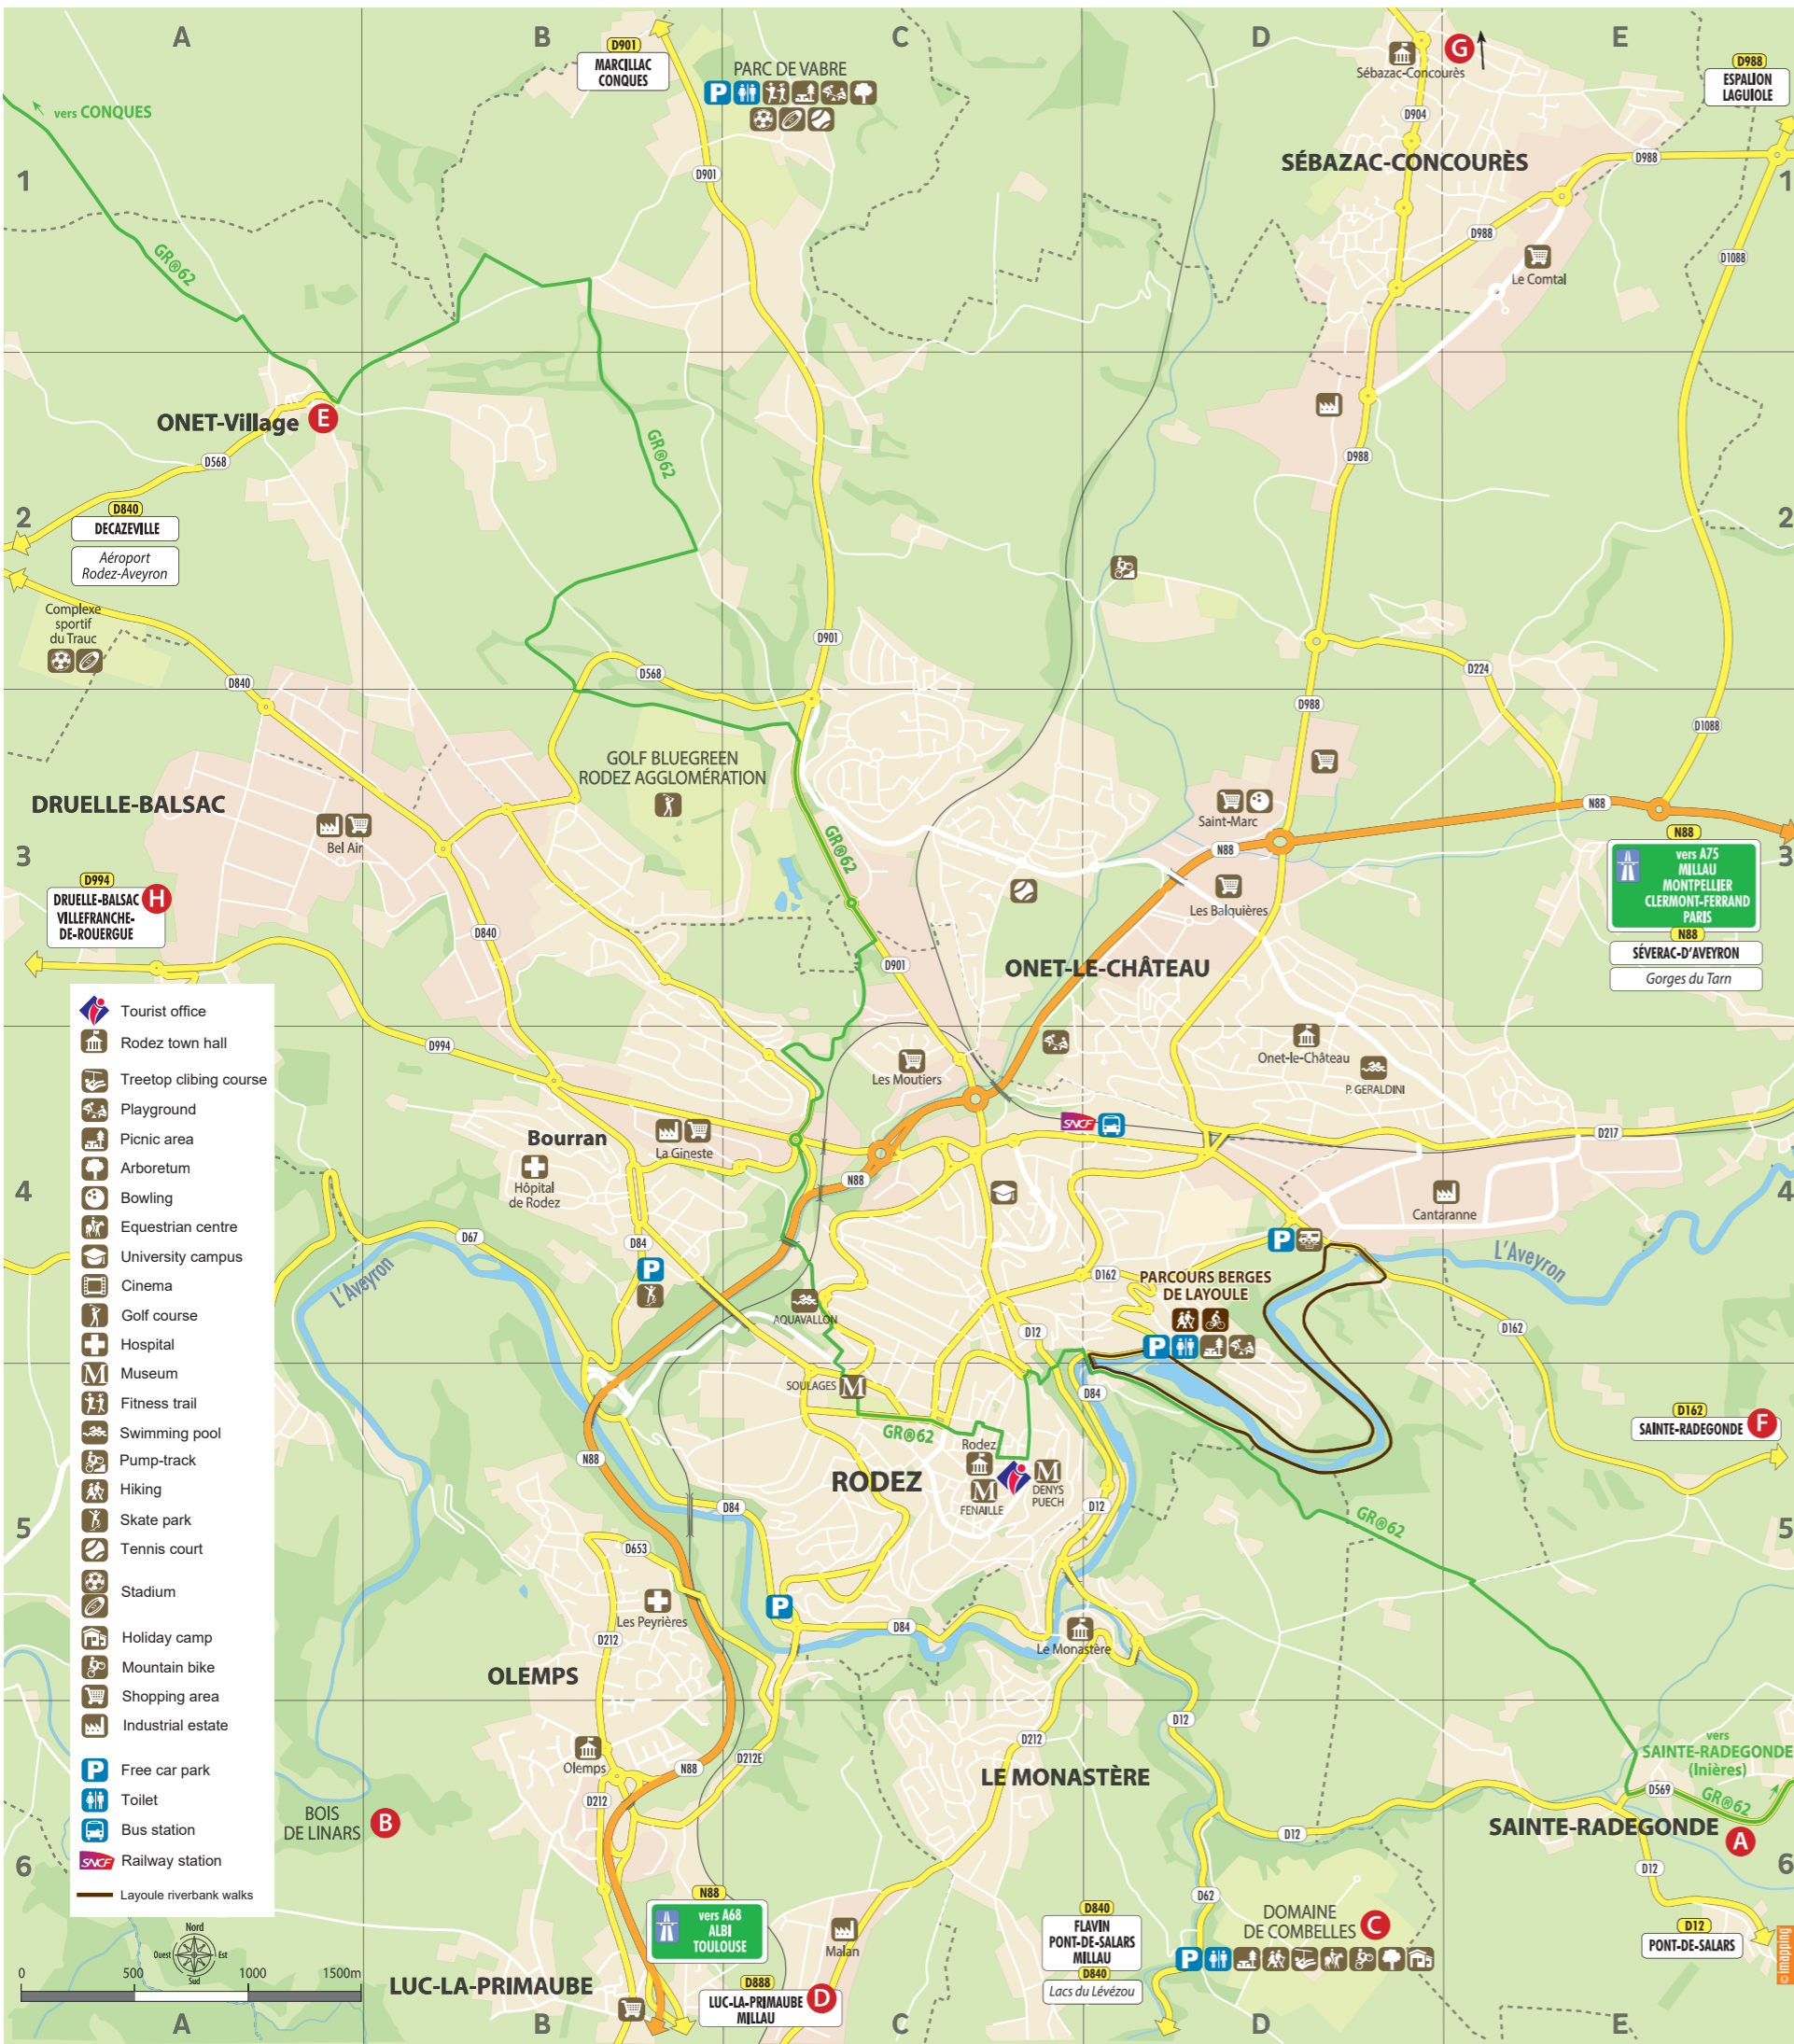 A
B
C
D
E
D901
MARCILLAC
CONQUES
PARC DE VABRE
Sébazac-Concourès
G
D988
ESPALION
LAGUIOLE
vers CONQUES
D904
SÉBAZAC-CONCOURÈS
D988
1
1
D901
D988
GR®62
D1088
Le Comtal
ONET-Village
E
GR®62
D568
D988
2
2
D840
DECAZEVILLE
Aéroport
Rodez-Aveyron
Complexe
sportif
du Trauc
D901
D568
D224
D840
D988
D1088
GOLF BLUEGREEN
RODEZ AGGLOMÉRATION
DRUELLE-BALSAC
N88
Saint-Marc
Bel Air
GR®62
N88
N88
vers A75
MILLAU
MONTPELLIER
CLERMONT-FERRAND
PARIS
N88
SÉVERAC-D'AVEYRON
Gorges du Tarn
3
3
D994
DRUELLE-BALSAC
VILLEFRANCHE-
DE-ROUERGUE
H
Les Balquières
D840
D901
ONET-LE-CHÂTEAU
Tourist office
Rodez town hall
Treetop clibing course
Playground
Picnic area
Arboretum
Bowling
Equestrian centre
University campus
Cinema
Golf course
Hospital
M
Museum
Fitness trail
Swimming pool
Pump-track
Hiking
Skate park
Tennis court
Stadium
Holiday camp
Mountain bike
Shopping area
Industrial estate
P
Free car park
Toilet
Bus station
SNCF
Railway station
Layoule riverbank walks
D994
Les Moutiers
Onet-le-Château
P. GERALDINI
SNCF
Bourran
La Gineste
D217
Hôpital
de Rodez
N88
4
4
Cantaranne
D67
D84
P
P
L'Aveyron
L'Aveyron
D162
PARCOURS BERGES
DE LAYOULE
AQUAVALLON
D12
D162
P
SOULAGES
M
D84
GR®62
D162
SAINTE-RADEGONDE
F
Rodez
N88
RODEZ
M
FENAILLE
M
DENYS
PUECH
D84
D12
GR®62
5
5
D653
Les Peyrières
P
D84
D212
Le Monastère
OLEMPS
D12
D212
Olemps
N88
D212E
LE MONASTÈRE
vers
SAINTE-RADEGONDE
(Inières)
D569
GR®62
D212
BOIS
DE LINARS
B
D12
SAINTE-RADEGONDE
A
6
6
D12
N88
vers A68
ALBI
TOULOUSE
D62
DOMAINE
DE COMBELLES
C
D840
FLAVIN
PONT-DE-SALARS
MILLAU
D840
Lacs du Lévézou
D12
PONT-DE-SALARS
Malan
P
Nord
Ouest
Est
Sud
0
500
1000
1500m
LUC-LA-PRIMAUBE
D888
LUC-LA-PRIMAUBE
MILLAU
D
© imapping
A
B
C
D
E